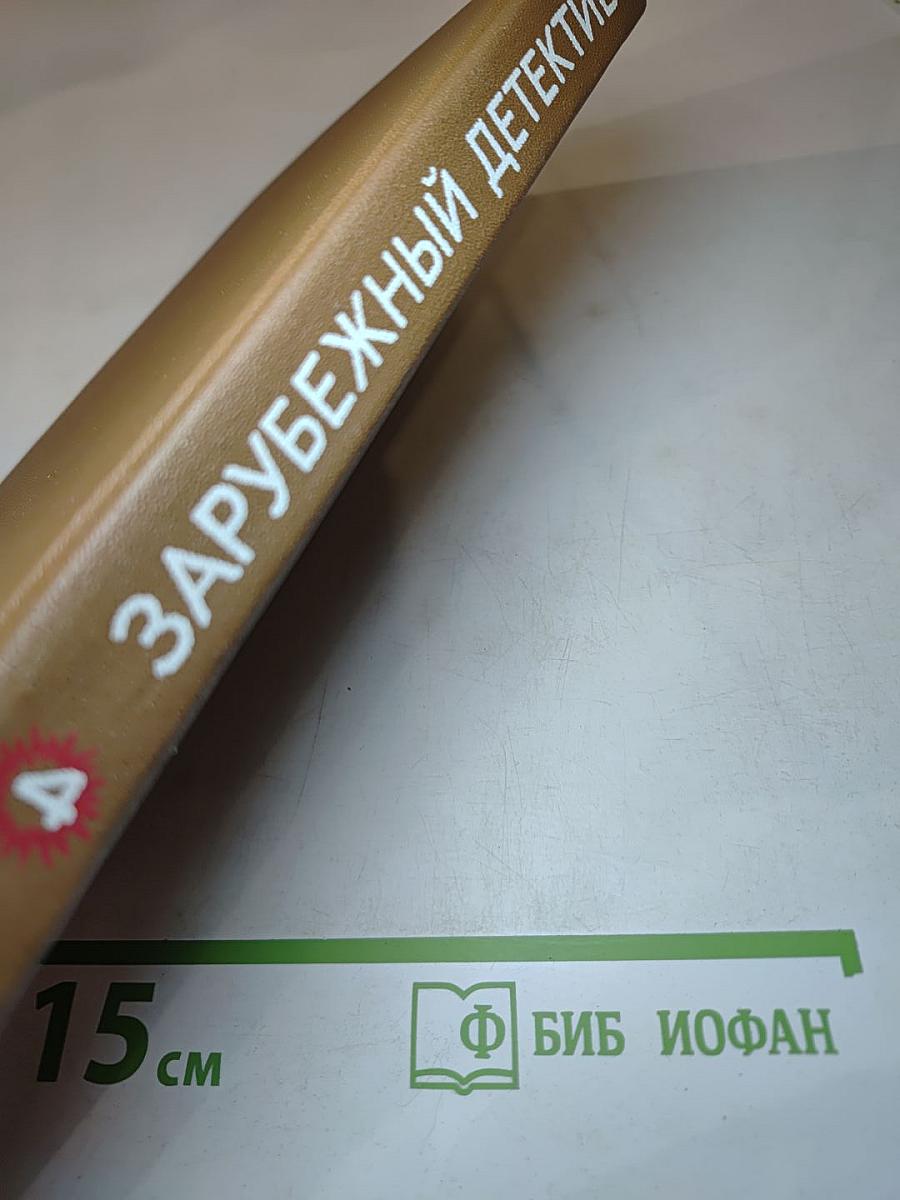 ЗАРУБЕЖНЫЙ ДЕТЕКТИВ
4
15 см
Ф БИБ ИОФАН